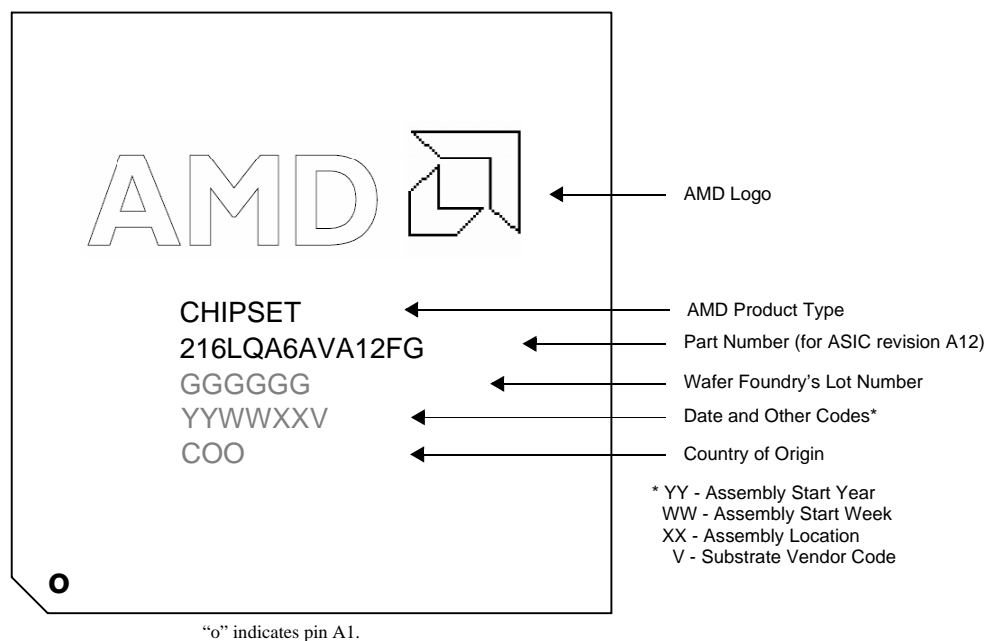 AMD
AMD Logo
CHIPSET
AMD Product Type
216LQA6AVA12FG
Part Number (for ASIC revision A12)
GGGGGG
Wafer Foundry's Lot Number
YYWWXXV
Date and Other Codes*
COO
Country of Origin
* YY - Assembly Start Year
WW - Assembly Start Week
XX - Assembly Location
V - Substrate Vendor Code
o
“o” indicates pin A1.